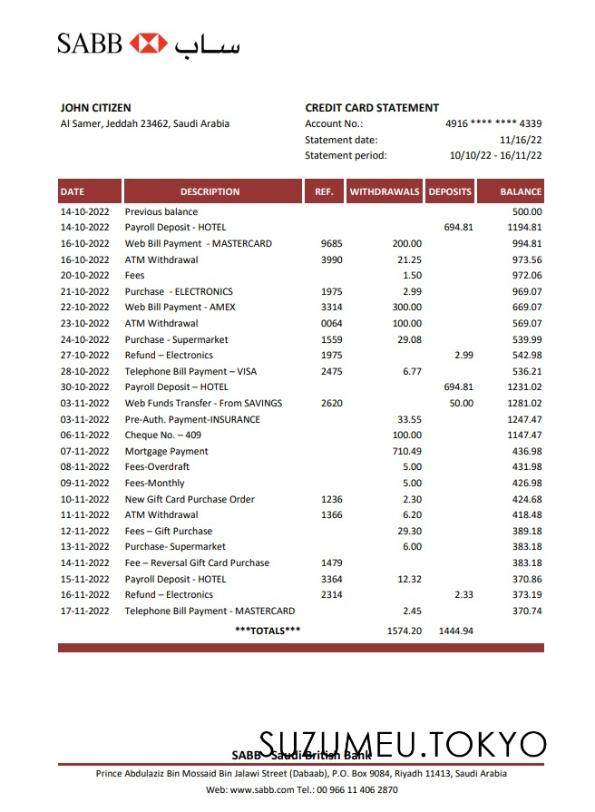 SABB ساب
JOHN CITIZEN
Al Samer, Jeddah 23462, Saudi Arabia
CREDIT CARD STATEMENT
Account No.: 4916 **** **** 4339
Statement date: 11/16/22
Statement period: 10/10/22 - 16/11/22
DATE DESCRIPTION REF. WITHDRAWALS DEPOSITS BALANCE
14-10-2022 Previous balance 500.00
14-10-2022 Payroll Deposit - HOTEL 694.81 1194.81
16-10-2022 Web Bill Payment - MASTERCARD 9685 200.00 994.81
16-10-2022 ATM Withdrawal 3990 21.25 973.56
20-10-2022 Fees 1.50 972.06
21-10-2022 Purchase - ELECTRONICS 1975 2.99 969.07
22-10-2022 Web Bill Payment - AMEX 3314 300.00 669.07
23-10-2022 ATM Withdrawal 0064 100.00 569.07
24-10-2022 Purchase - Supermarket 1559 29.08 539.99
27-10-2022 Refund – Electronics 1975 2.99 542.98
28-10-2022 Telephone Bill Payment – VISA 2475 6.77 536.21
30-10-2022 Payroll Deposit – HOTEL 694.81 1231.02
03-11-2022 Web Funds Transfer - From SAVINGS 2620 50.00 1281.02
03-11-2022 Pre-Auth. Payment-INSURANCE 33.55 1247.47
06-11-2022 Cheque No. – 409 100.00 1147.47
07-11-2022 Mortgage Payment 710.49 436.98
08-11-2022 Fees-Overdraft 5.00 431.98
09-11-2022 Fees-Monthly 5.00 426.98
10-11-2022 New Gift Card Purchase Order 1236 2.30 424.68
11-11-2022 ATM Withdrawal 1366 6.20 418.48
12-11-2022 Fees – Gift Purchase 29.30 389.18
13-11-2022 Purchase- Supermarket 6.00 383.18
14-11-2022 Fee – Reversal Gift Card Purchase 1479 383.18
15-11-2022 Payroll Deposit - HOTEL 3364 12.32 370.86
16-11-2022 Refund – Electronics 2314 2.33 373.19
17-11-2022 Telephone Bill Payment - MASTERCARD 2.45 370.74
***TOTALS*** 1574.20 1444.94
SUZUMEU.TOKYO
SABB - Saudi British Bank
Prince Abdulaziz Bin Mossaid Bin Jalawi Street (Dabaab), P.O. Box 9084, Riyadh 11413, Saudi Arabia
Web: www.sabb.com Tel.: 00 966 11 406 2870